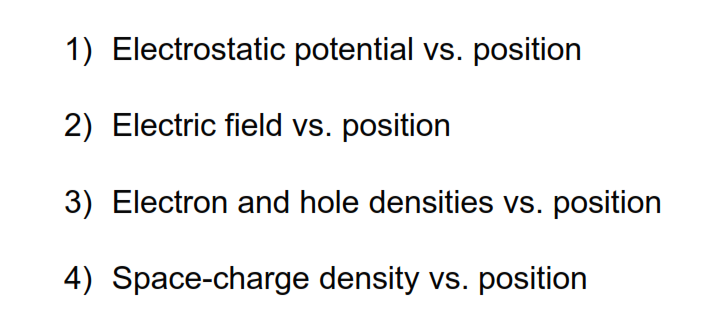 1) Electrostatic potential vs. position
2) Electric field vs. position
3) Electron and hole densities vs. position
4) Space-charge density vs. position